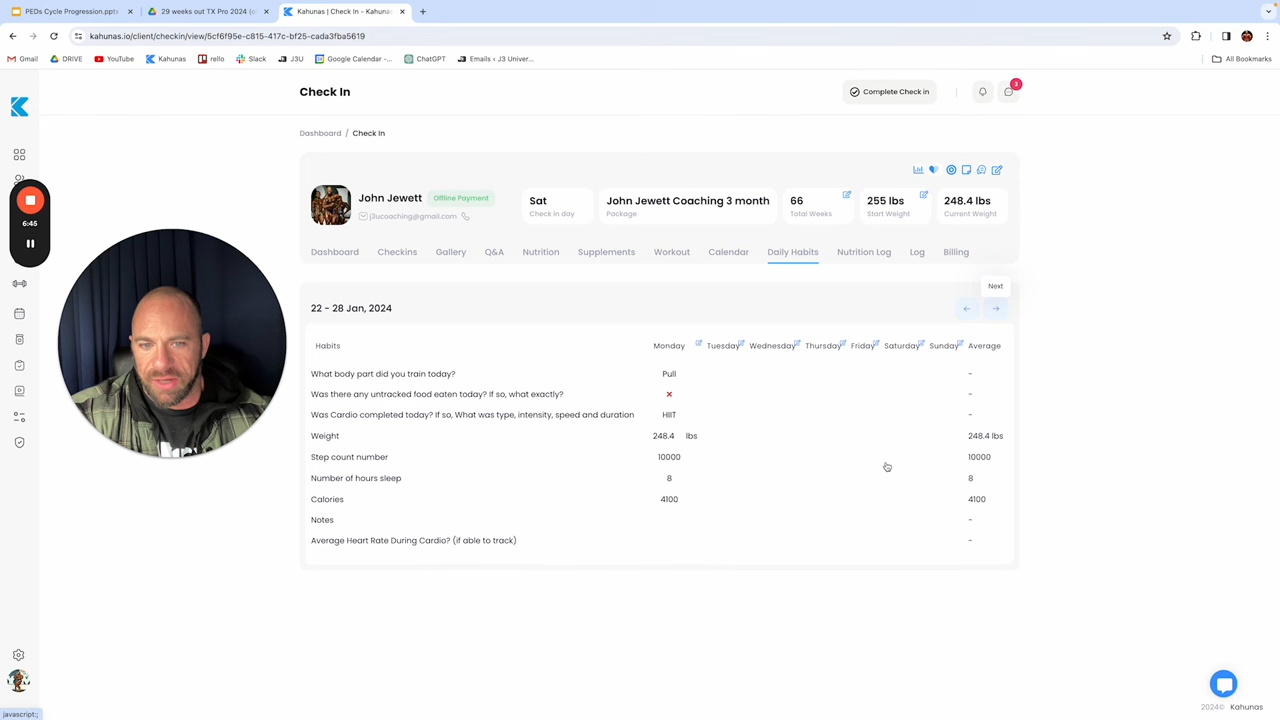 PEDs Cycle Progression.pptx
29 weeks out TX Pro 2024 (o
Kahunas | Check In - Kahuna
kahunas.io/client/checkin/view/5cf6f95e-c815-417c-bf25-cada3fba5619
Gmail DRIVE YouTube Kahunas rello Slack J3U Google Calendar -... ChatGPT Emails ‹ J3 Univer... All Bookmarks
Check In
Complete Check in
3
Dashboard / Check In
John Jewett Offline Payment
j3ucoaching@gmail.com
Sat
Check in day
John Jewett Coaching 3 month
Package
66
Total Weeks
255 lbs
Start Weight
248.4 lbs
Current Weight
6:45
Dashboard Checkins Gallery Q&A Nutrition Supplements Workout Calendar Daily Habits Nutrition Log Log Billing
Next
22 - 28 Jan, 2024
Habits Monday Tuesday Wednesday Thursday Friday Saturday Sunday Average
What body part did you train today? Pull -
Was there any untracked food eaten today? If so, what exactly? -
Was Cardio completed today? If so, What was type, intensity, speed and duration HIIT -
Weight 248.4 lbs 248.4 lbs
Step count number 10000 10000
Number of hours sleep 8 8
Calories 4100 4100
Notes -
Average Heart Rate During Cardio? (if able to track) -
javascript:;
2024© Kahunas